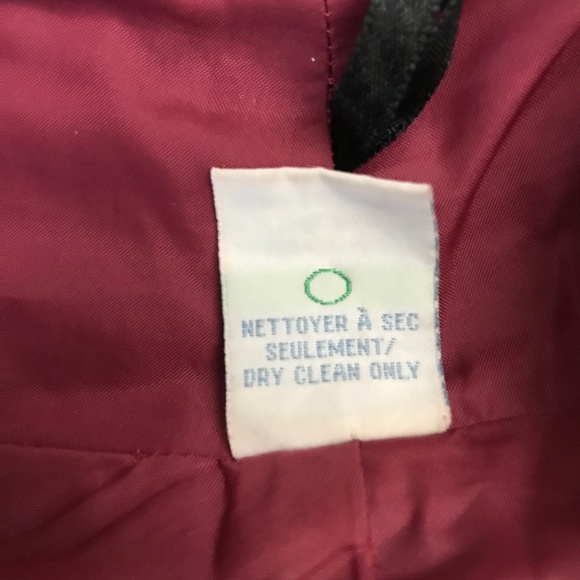 NETTOYER À SEC
SEULEMENT/
DRY CLEAN ONLY